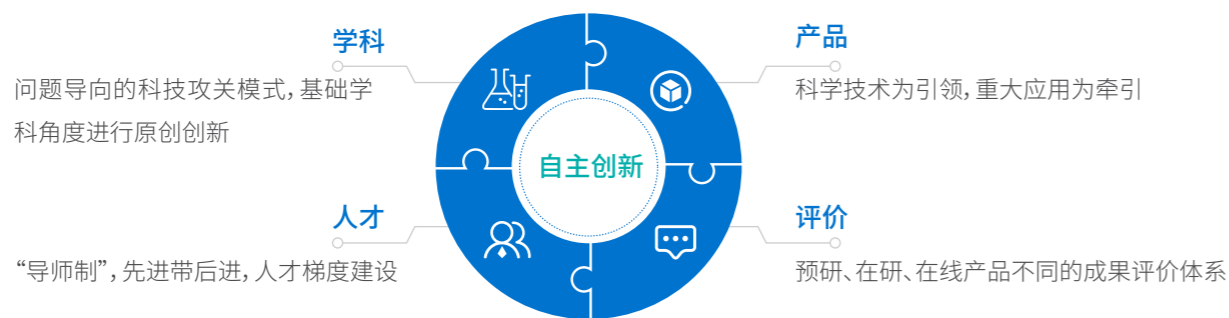 学科
问题导向的科技攻关模式，基础学
科角度进行原创创新
产品
科学技术为引领，重大应用为牵引
自主创新
人才
“导师制”，先进带后进，人才梯度建设
评价
预研、在研、在线产品不同的成果评价体系